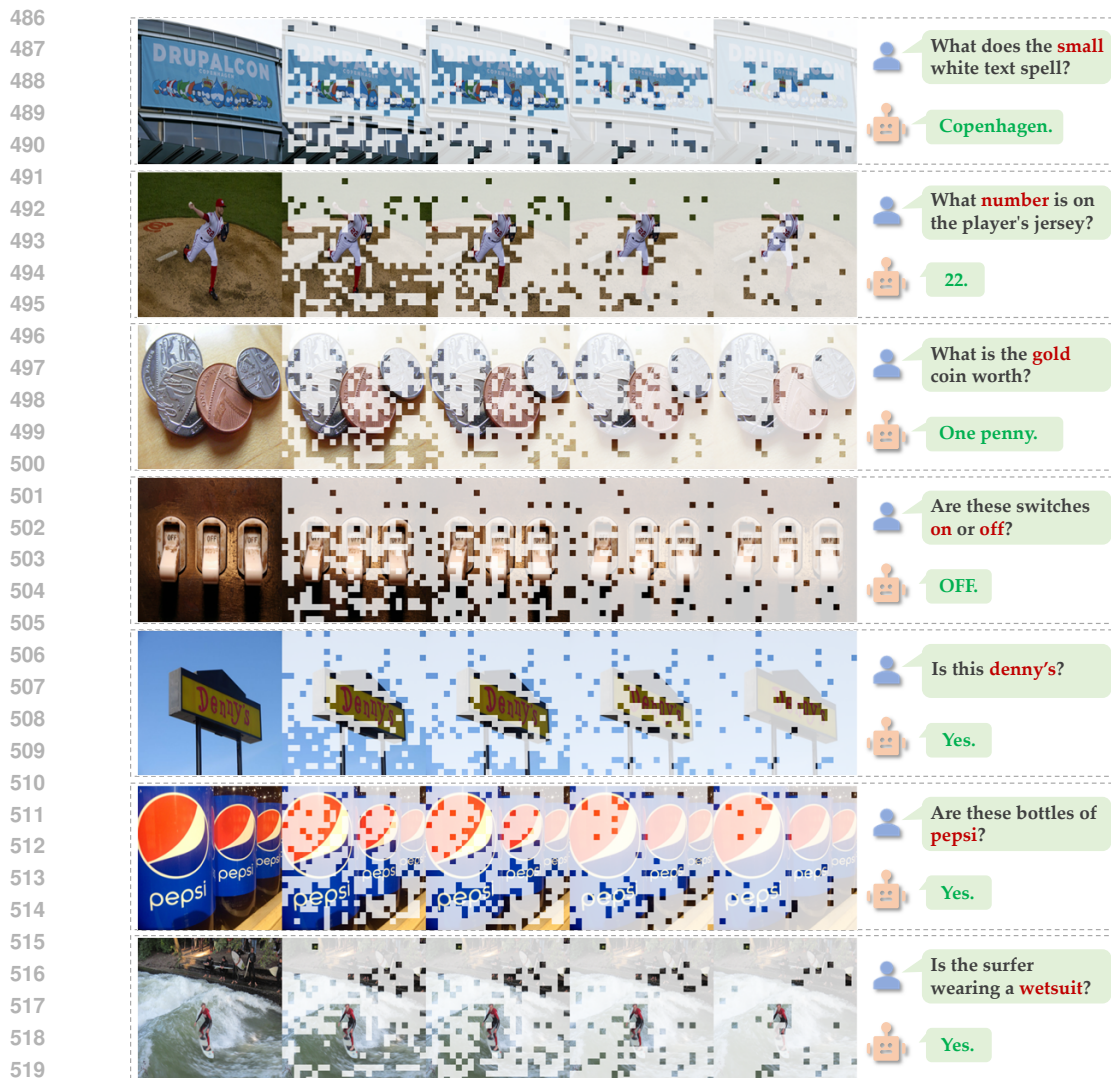 486
487
488
489
490
491
492
493
494
495
496
497
498
499
500
501
502
503
504
505
506
507
508
509
510
511
512
513
514
515
516
517
518
519
DRUPALCON
COPENHAGEN
What does the small
white text spell?
Copenhagen.
What number is on
the player's jersey?
22.
What is the gold
coin worth?
One penny.
OFF OFF OFF
Are these switches
on or off?
OFF.
Denny's
Is this denny's?
Yes.
pepsi pepsi pepsi
Are these bottles of
pepsi?
Yes.
Is the surfer
wearing a wetsuit?
Yes.